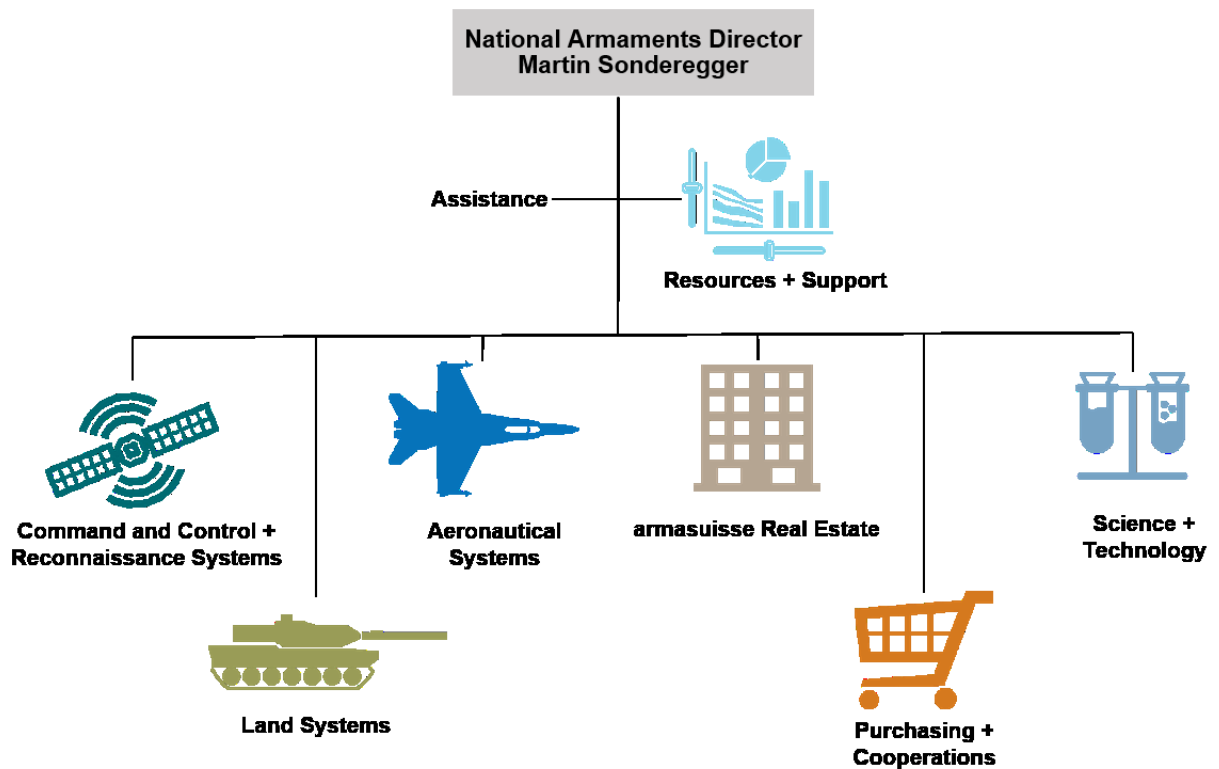 National Armaments Director
Martin Sonderegger
Assistance
Resources + Support
Command and Control +
Reconnaissance Systems
Aeronautical
Systems
armasuisse Real Estate
Science +
Technology
Land Systems
Purchasing +
Cooperations